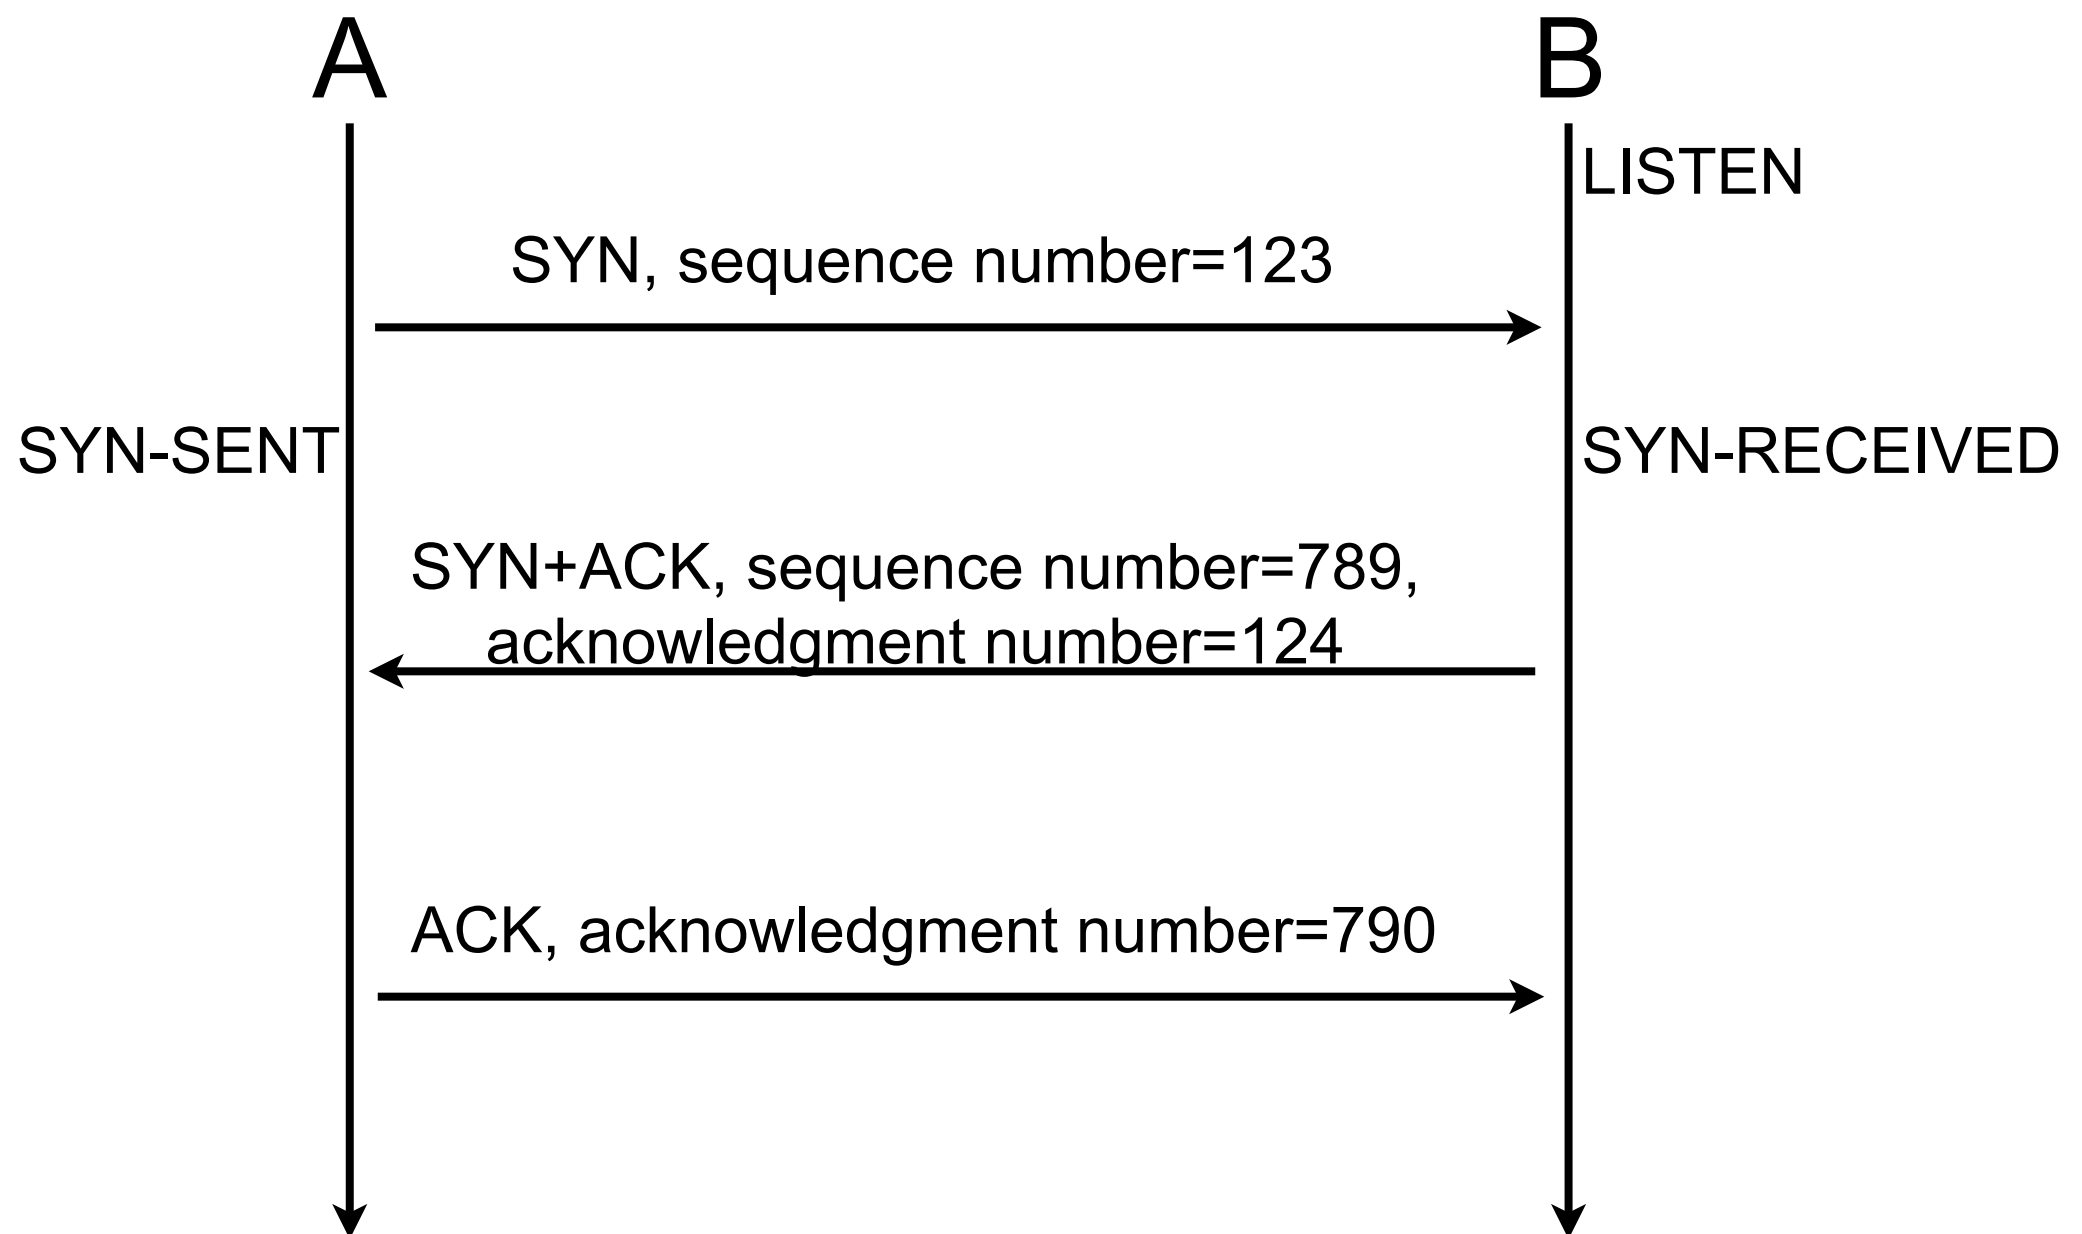 A
B
LISTEN
SYN, sequence number=123
SYN-SENT
SYN-RECEIVED
SYN+ACK, sequence number=789,
acknowledgment number=124
ACK, acknowledgment number=790